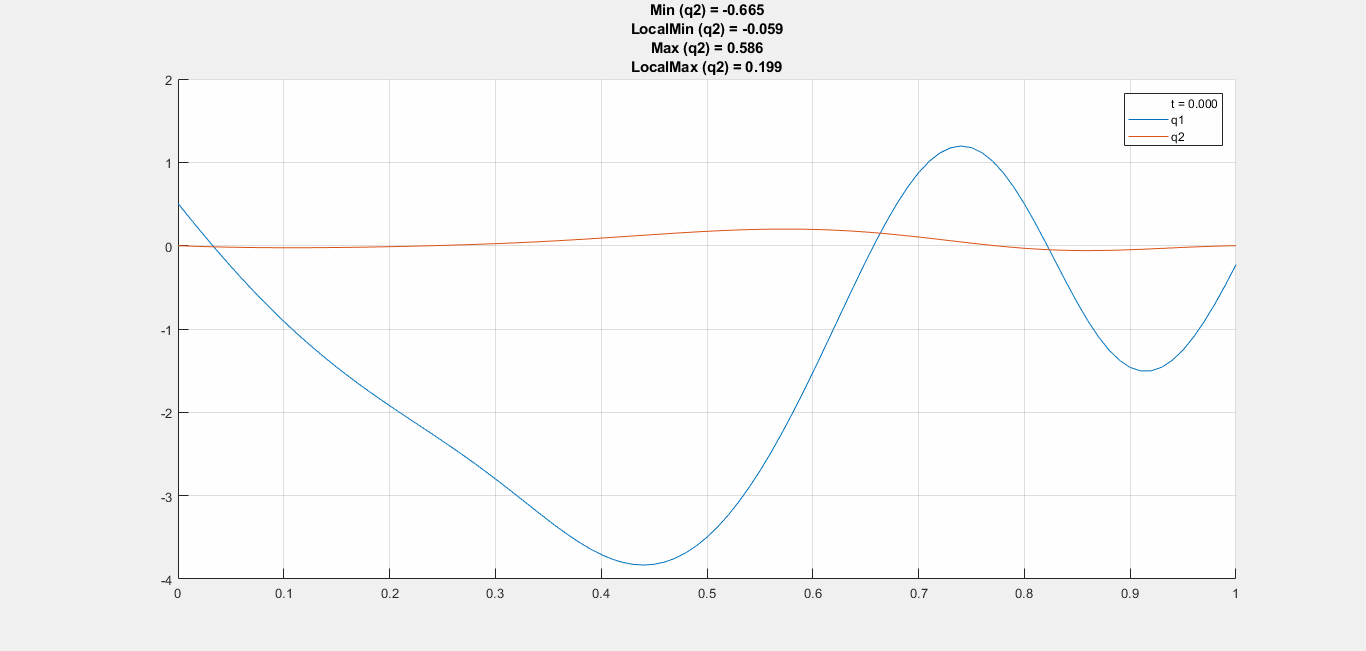 Min (q2) = -0.665
LocalMin (q2) = -0.059
Max (q2) = 0.586
LocalMax (q2) = 0.199
t = 0.000
q1
q2
2
1
0
-1
-2
-3
-4
0 0.1 0.2 0.3 0.4 0.5 0.6 0.7 0.8 0.9 1